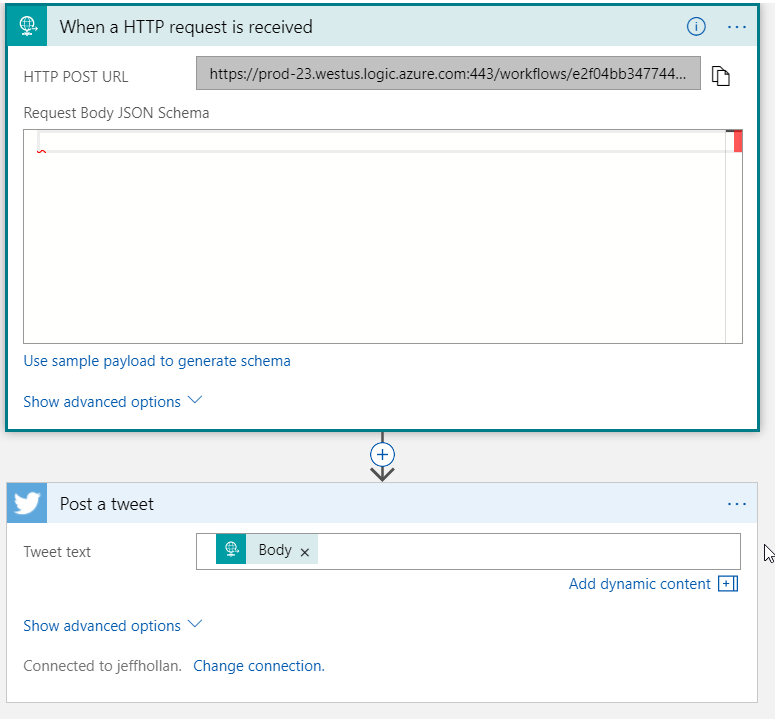 When a HTTP request is received
HTTP POST URL
https://prod-23.westus.logic.azure.com:443/workflows/e2f04bb347744...
Request Body JSON Schema
Use sample payload to generate schema
Show advanced options
Post a tweet
Tweet text
Body ×
Add dynamic content
Show advanced options
Connected to jeffhollan. Change connection.